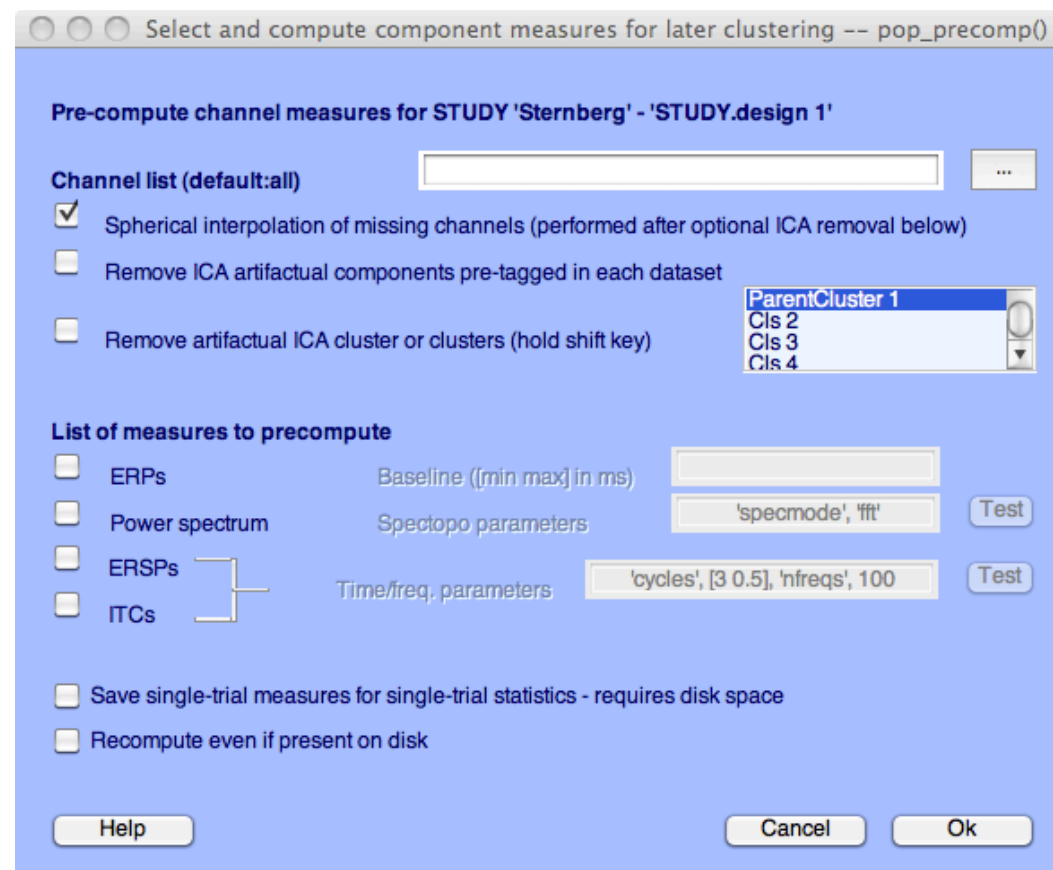 Select and compute component measures for later clustering -- pop_precomp()
Pre-compute channel measures for STUDY 'Sternberg' - 'STUDY.design 1'
Channel list (default:all) ...
Spherical interpolation of missing channels (performed after optional ICA removal below)
Remove ICA artifactual components pre-tagged in each dataset
Remove artifactual ICA cluster or clusters (hold shift key)
ParentCluster 1
Cls 2
Cls 3
Cls 4
List of measures to precompute
ERPs Baseline ([min max] in ms)
Power spectrum Spectopo parameters 'specmode', 'fft' Test
ERSPs
Time/freq. parameters 'cycles', [3 0.5], 'nfreqs', 100 Test
ITCs
Save single-trial measures for single-trial statistics - requires disk space
Recompute even if present on disk
Help Cancel Ok